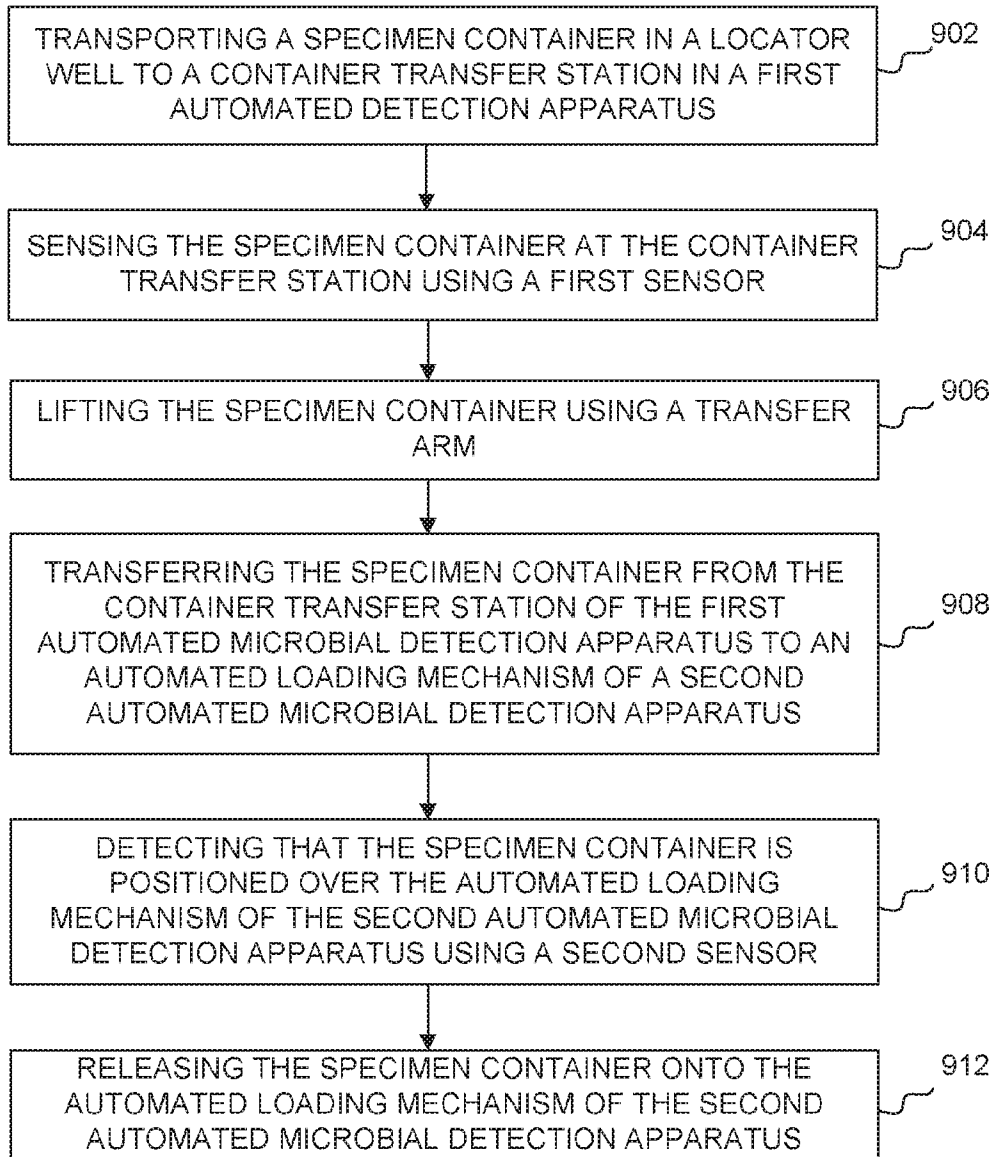 TRANSPORTING A SPECIMEN CONTAINER IN A LOCATOR
WELL TO A CONTAINER TRANSFER STATION IN A FIRST
AUTOMATED DETECTION APPARATUS
902
SENSING THE SPECIMEN CONTAINER AT THE CONTAINER
TRANSFER STATION USING A FIRST SENSOR
904
LIFTING THE SPECIMEN CONTAINER USING A TRANSFER
ARM
906
TRANSFERRING THE SPECIMEN CONTAINER FROM THE
CONTAINER TRANSFER STATION OF THE FIRST
AUTOMATED MICROBIAL DETECTION APPARATUS TO AN
AUTOMATED LOADING MECHANISM OF A SECOND
AUTOMATED MICROBIAL DETECTION APPARATUS
908
DETECTING THAT THE SPECIMEN CONTAINER IS
POSITIONED OVER THE AUTOMATED LOADING
MECHANISM OF THE SECOND AUTOMATED MICROBIAL
DETECTION APPARATUS USING A SECOND SENSOR
910
RELEASING THE SPECIMEN CONTAINER ONTO THE
AUTOMATED LOADING MECHANISM OF THE SECOND
AUTOMATED MICROBIAL DETECTION APPARATUS
912